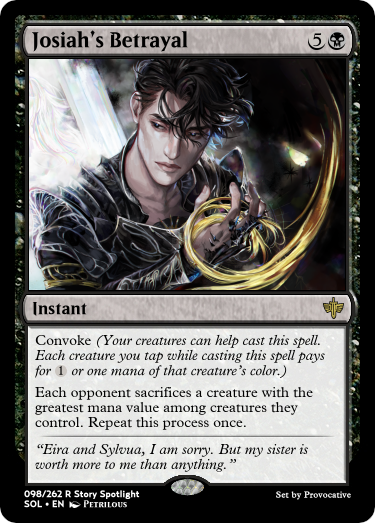 Josiah's Betrayal 5
Instant
Convoke (Your creatures can help cast this spell.
Each creature you tap while casting this spell pays
for 1 or one mana of that creature's color.)
Each opponent sacrifices a creature with the
greatest mana value among creatures they
control. Repeat this process once.
"Eira and Sylvua, I am sorry. But my sister is
worth more to me than anything."
098/262 R Story Spotlight
SOL • EN PETRILOUS
Set by Provocative